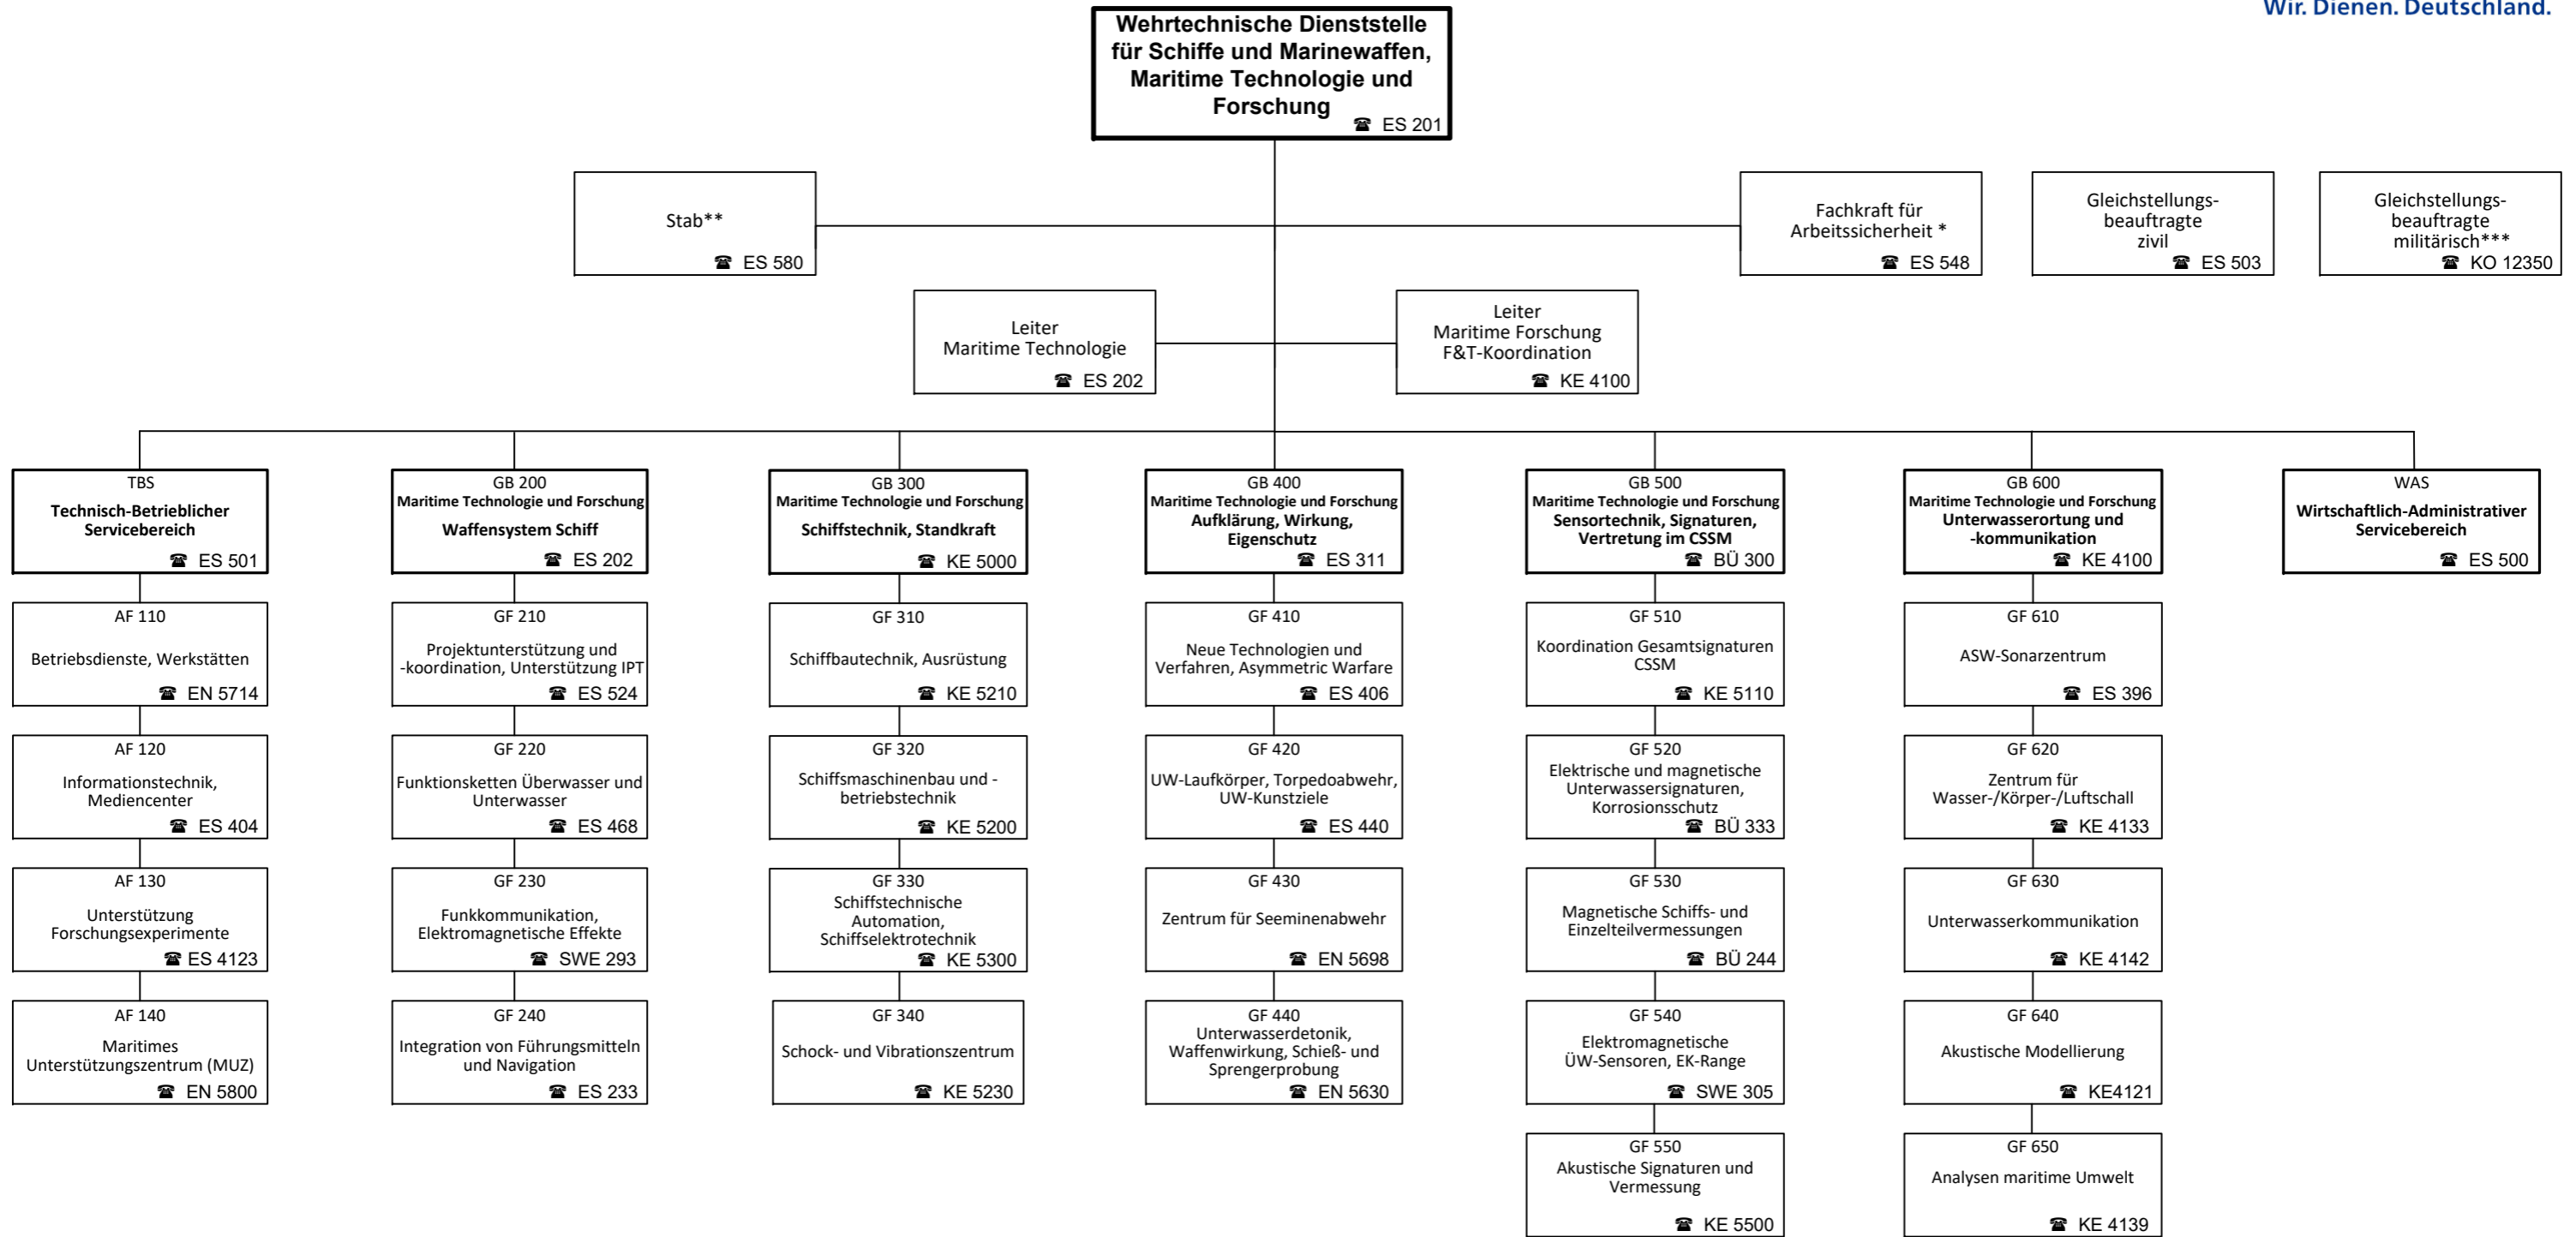 Wir. Dienen. Deutschland.
Wehrtechnische Dienststelle
für Schiffe und Marinewaffen,
Maritime Technologie und
Forschung
☎ ES 201
Stab**
☎ ES 580
Fachkraft für
Arbeitssicherheit *
☎ ES 548
Gleichstellungs-
beauftragte
zivil
☎ ES 503
Gleichstellungs-
beauftragte
militärisch***
☎ KO 12350
Leiter
Maritime Technologie
☎ ES 202
Leiter
Maritime Forschung
F&T-Koordination
☎ KE 4100
TBS
Technisch-Betrieblicher
Servicebereich
☎ ES 501
AF 110
Betriebsdienste, Werkstätten
☎ EN 5714
AF 120
Informationstechnik,
Mediencenter
☎ ES 404
AF 130
Unterstützung
Forschungsexperimente
☎ ES 4123
AF 140
Maritimes
Unterstützungszentrum (MUZ)
☎ EN 5800
GB 200
Maritime Technologie und Forschung
Waffensystem Schiff
☎ ES 202
GF 210
Projektunterstützung und
-koordination, Unterstützung IPT
☎ ES 524
GF 220
Funktionsketten Überwasser und
Unterwasser
☎ ES 468
GF 230
Funkkommunikation,
Elektromagnetische Effekte
☎ SWE 293
GF 240
Integration von Führungsmitteln
und Navigation
☎ ES 233
GB 300
Maritime Technologie und Forschung
Schiffstechnik, Standkraft
☎ KE 5000
GF 310
Schiffbautechnik, Ausrüstung
☎ KE 5210
GF 320
Schiffsmaschinenbau und -
betriebstechnik
☎ KE 5200
GF 330
Schiffstechnische
Automation,
Schiffselektrotechnik
☎ KE 5300
GF 340
Schock- und Vibrationszentrum
☎ KE 5230
GB 400
Maritime Technologie und Forschung
Aufklärung, Wirkung,
Eigenschutz
☎ ES 311
GF 410
Neue Technologien und
Verfahren, Asymmetric Warfare
☎ ES 406
GF 420
UW-Laufkörper, Torpedoabwehr,
UW-Kunstziele
☎ ES 440
GF 430
Zentrum für Seeminenabwehr
☎ EN 5698
GF 440
Unterwasserdetonik,
Waffenwirkung, Schieß- und
Sprengerprobung
☎ EN 5630
GB 500
Maritime Technologie und Forschung
Sensortechnik, Signaturen,
Vertretung im CSSM
☎ BÜ 300
GF 510
Koordination Gesamtsignaturen
CSSM
☎ KE 5110
GF 520
Elektrische und magnetische
Unterwassersignaturen,
Korrosionsschutz
☎ BÜ 333
GF 530
Magnetische Schiffs- und
Einzelteilvermessungen
☎ BÜ 244
GF 540
Elektromagnetische
ÜW-Sensoren, EK-Range
☎ SWE 305
GF 550
Akustische Signaturen und
Vermessung
☎ KE 5500
GB 600
Maritime Technologie und Forschung
Unterwasserortung und
-kommunikation
☎ KE 4100
GF 610
ASW-Sonarzentrum
☎ ES 396
GF 620
Zentrum für
Wasser-/Körper-/Luftschall
☎ KE 4133
GF 630
Unterwasserkommunikation
☎ KE 4142
GF 640
Akustische Modellierung
☎ KE4121
GF 650
Analysen maritime Umwelt
☎ KE 4139
WAS
Wirtschaftlich-Administrativer
Servicebereich
☎ ES 500